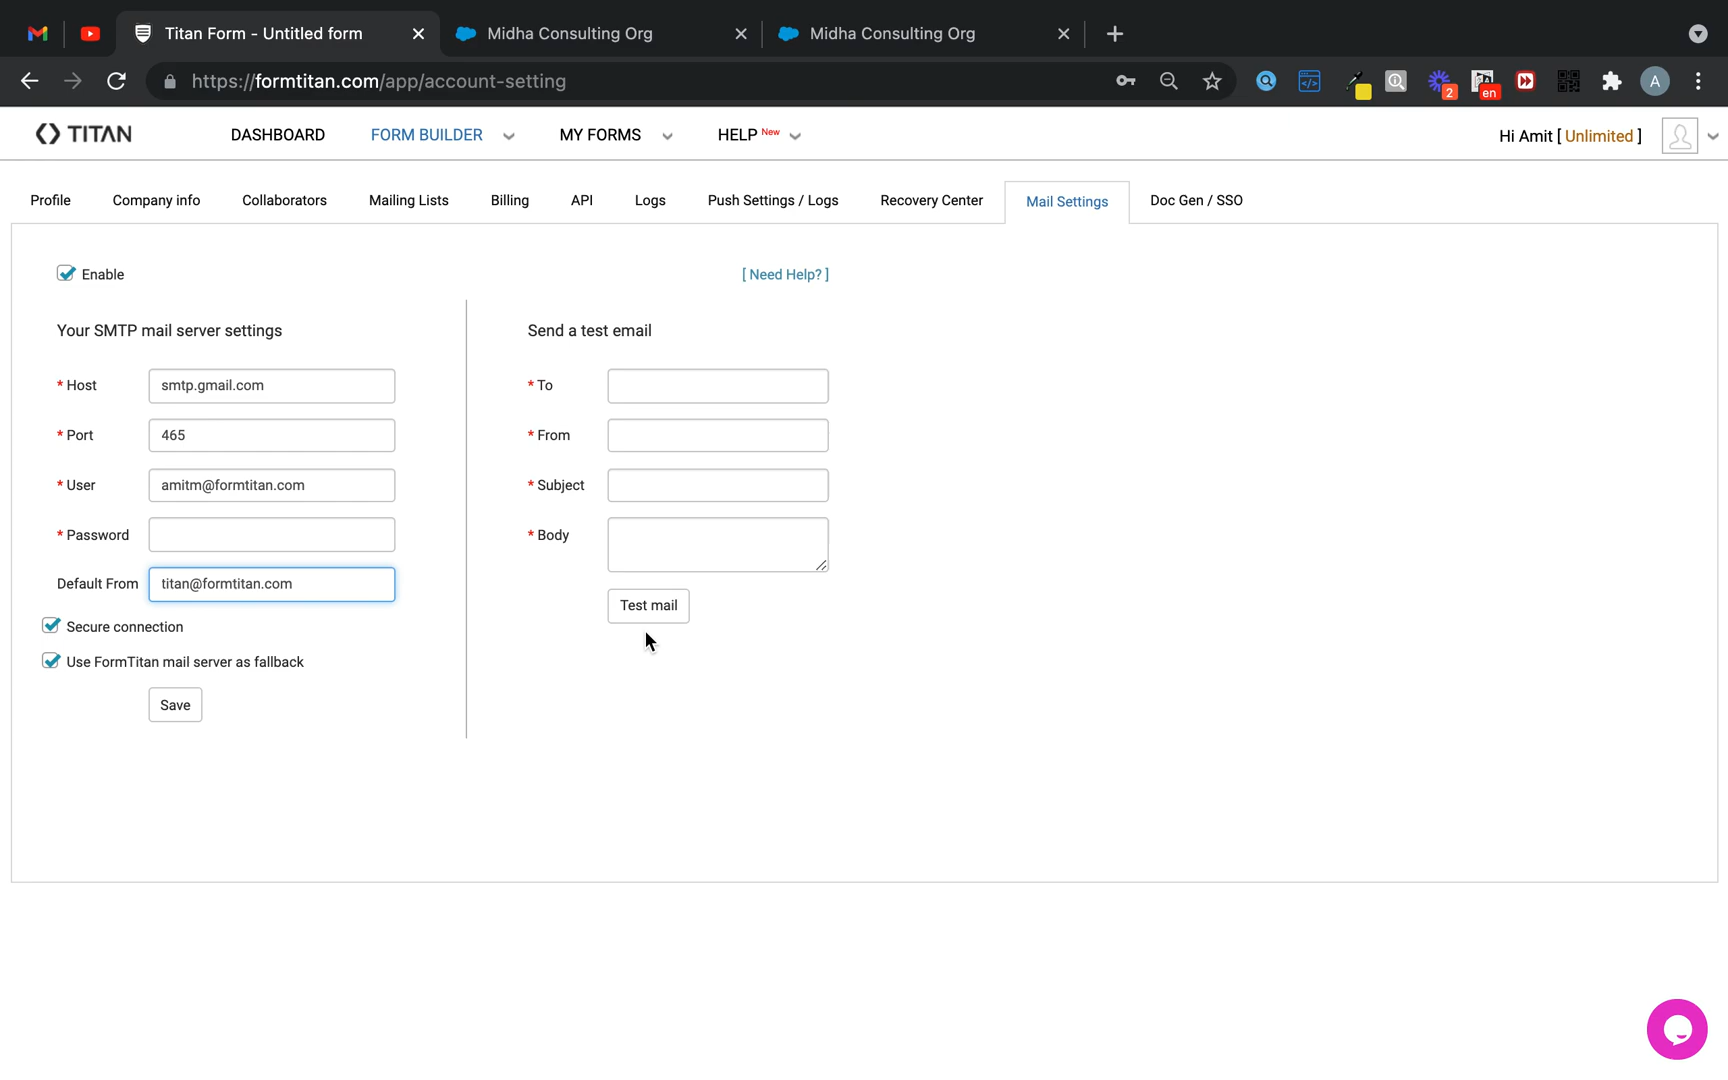 Titan Form - Untitled form
Midha Consulting Org
Midha Consulting Org
https://formtitan.com/app/account-setting
2
en
A
TITAN
DASHBOARD
FORM BUILDER
MY FORMS
HELP New
Hi Amit [ Unlimited ]
Profile
Company info
Collaborators
Mailing Lists
Billing
API
Logs
Push Settings / Logs
Recovery Center
Mail Settings
Doc Gen / SSO
Enable
[ Need Help? ]
Your SMTP mail server settings
Send a test email
* Host
smtp.gmail.com
* To
* Port
465
* From
* User
amitm@formtitan.com
* Subject
* Password
* Body
Default From
titan@formtitan.com
Test mail
Secure connection
Use FormTitan mail server as fallback
Save